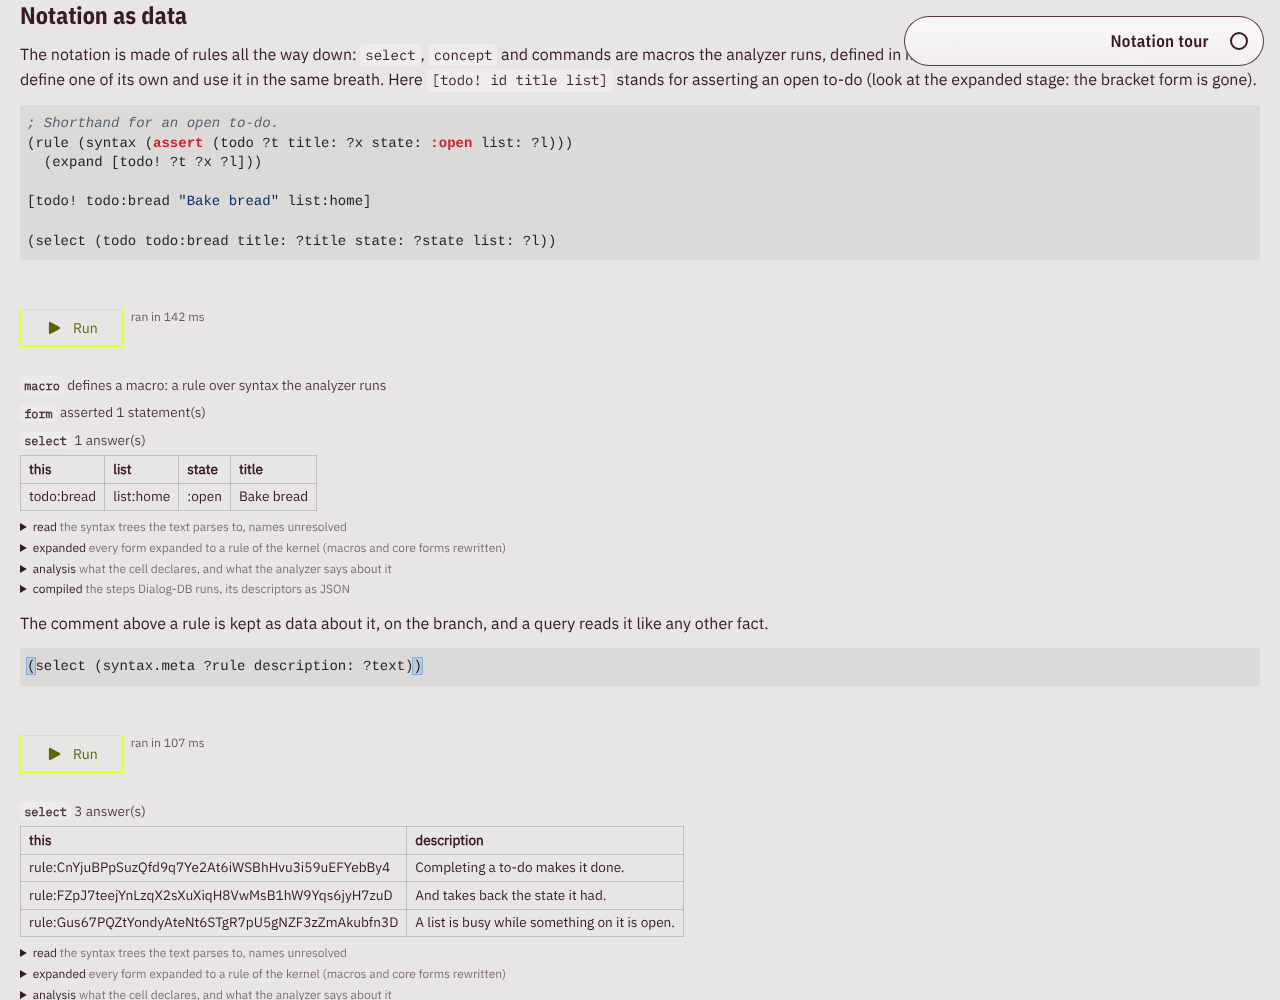 Notation as data
Notation tour
The notation is made of rules all the way down: select, concept and commands are macros the analyzer runs, defined in
define one of its own and use it in the same breath. Here [todo! id title list] stands for asserting an open to-do (look at the expanded stage: the bracket form is gone).
; Shorthand for an open to-do.
(rule (syntax (assert (todo ?t title: ?x state: :open list: ?l)))
  (expand [todo! ?t ?x ?l]))
[todo! todo:bread "Bake bread" list:home]
(select (todo todo:bread title: ?title state: ?state list: ?l))
Run ran in 142 ms
macro defines a macro: a rule over syntax the analyzer runs
form asserted 1 statement(s)
select 1 answer(s)
this list state title
todo:bread list:home :open Bake bread
read the syntax trees the text parses to, names unresolved
expanded every form expanded to a rule of the kernel (macros and core forms rewritten)
analysis what the cell declares, and what the analyzer says about it
compiled the steps Dialog-DB runs, its descriptors as JSON
The comment above a rule is kept as data about it, on the branch, and a query reads it like any other fact.
(select (syntax.meta ?rule description: ?text))
Run ran in 107 ms
select 3 answer(s)
this description
rule:CnYjuBPpSuzQfd9q7Ye2At6iWSBhHvu3i59uEFYebBy4 Completing a to-do makes it done.
rule:FZpJ7teejYnLzqX2sXuXiqH8VwMsB1hW9Yqs6jyH7zuD And takes back the state it had.
rule:Gus67PQZtYondyAteNt6STgR7pU5gNZF3zZmAkubfn3D A list is busy while something on it is open.
read the syntax trees the text parses to, names unresolved
expanded every form expanded to a rule of the kernel (macros and core forms rewritten)
analysis what the cell declares, and what the analyzer says about it